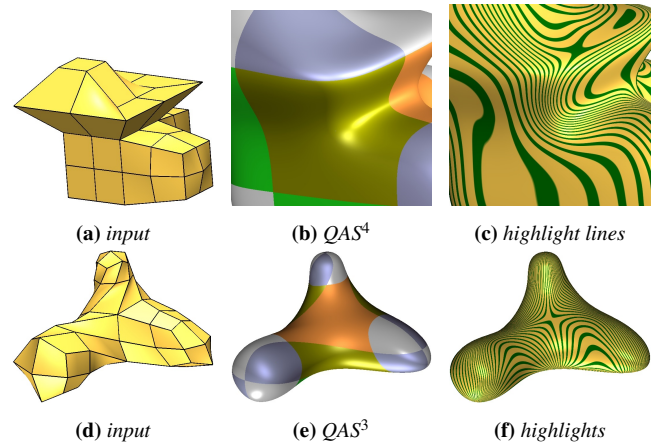 (a) input
(b) QAS⁴
(c) highlight lines
(d) input
(e) QAS³
(f) highlights